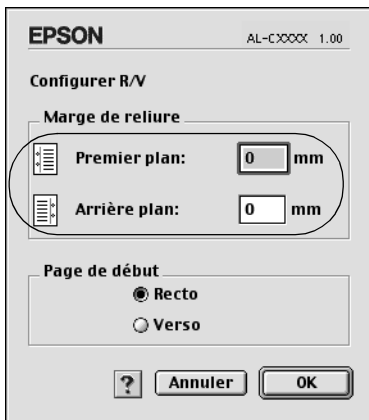 EPSON AL-CXXXX 1.00
Configurer R/V
Marge de reliure
Premier plan: 0 mm
Arrière plan: 0 mm
Page de début
Recto
Verso
? Annuler OK